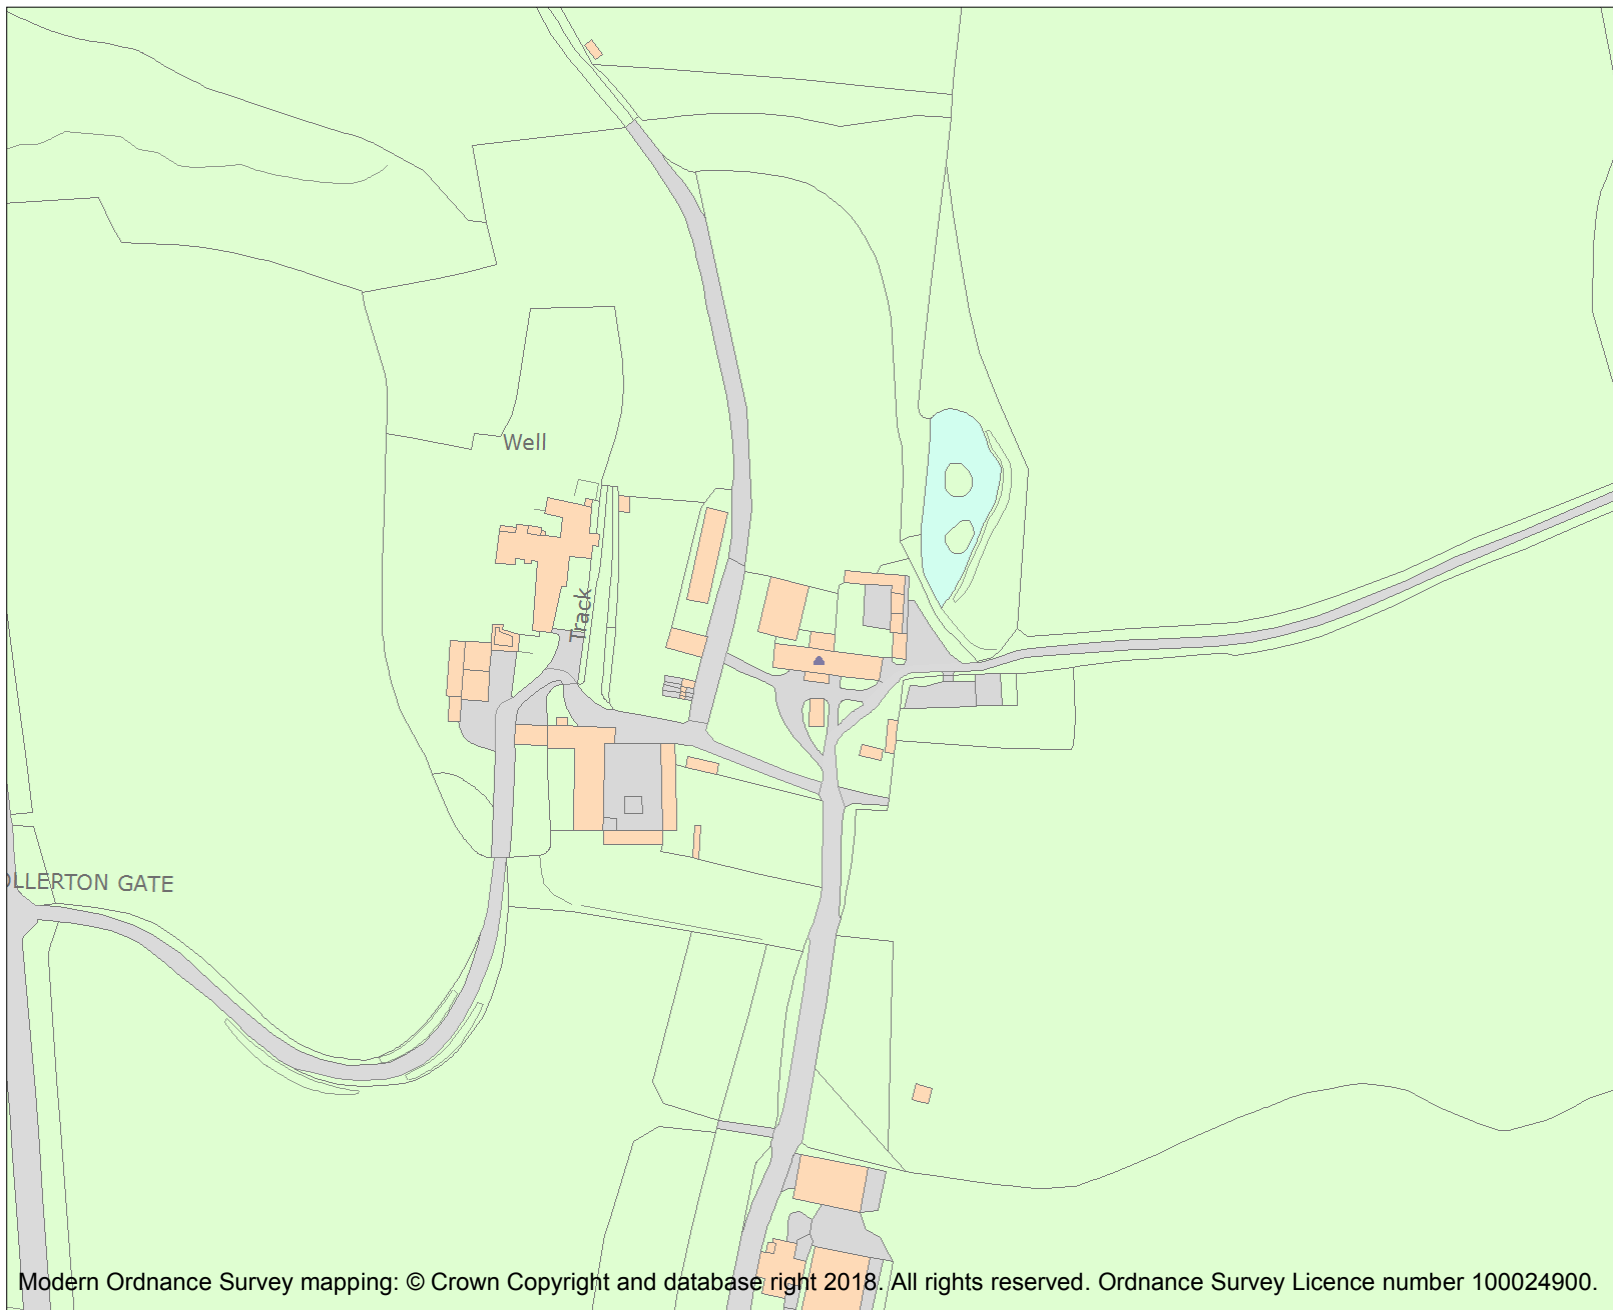 Well
Track
OLLERTON GATE
Modern Ordnance Survey mapping: © Crown Copyright and database right 2018. All rights reserved. Ordnance Survey Licence number 100024900.